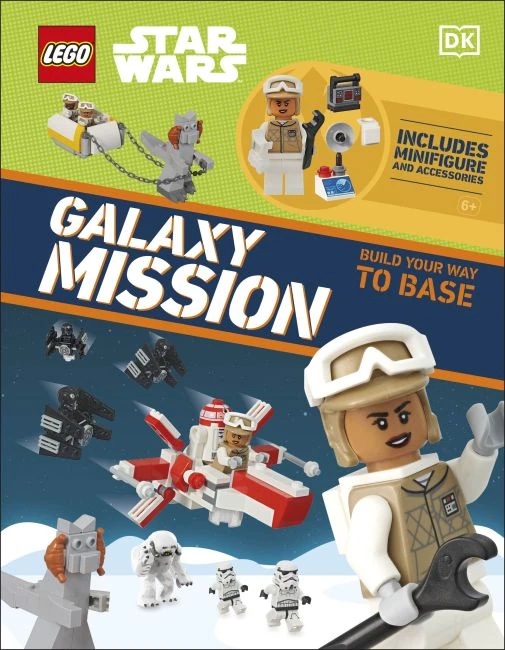 LEGO
STAR
WARS
DK
INCLUDES
MINIFIGURE
AND ACCESSORIES
6+
GALAXY
MISSION
BUILD YOUR WAY
TO BASE